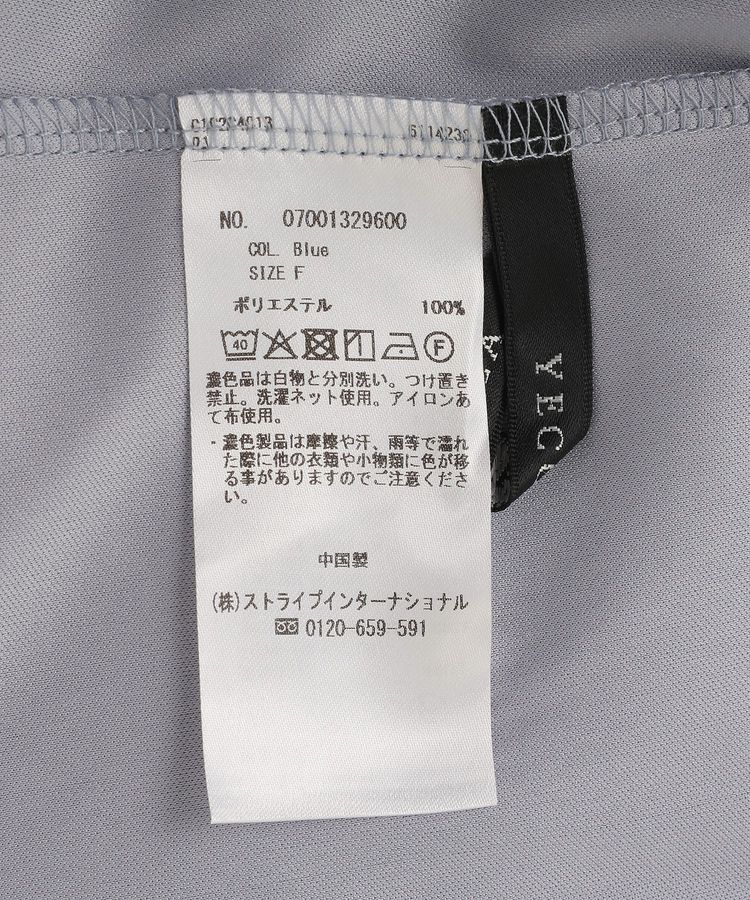 NO. 07001329600
COL. Blue
SIZE F
ポリエステル 100%
40 F
濃色品は白物と分別洗い。つけ置き
禁止。洗濯ネット使用。アイロンあ
て布使用。
・濃色製品は摩擦や汗、雨等で濡れ
た際に他の衣類や小物類に色が移
る事がありますのでご注意くださ
い。
中国製
(株)ストライプインターナショナル
0120-659-591
YEC